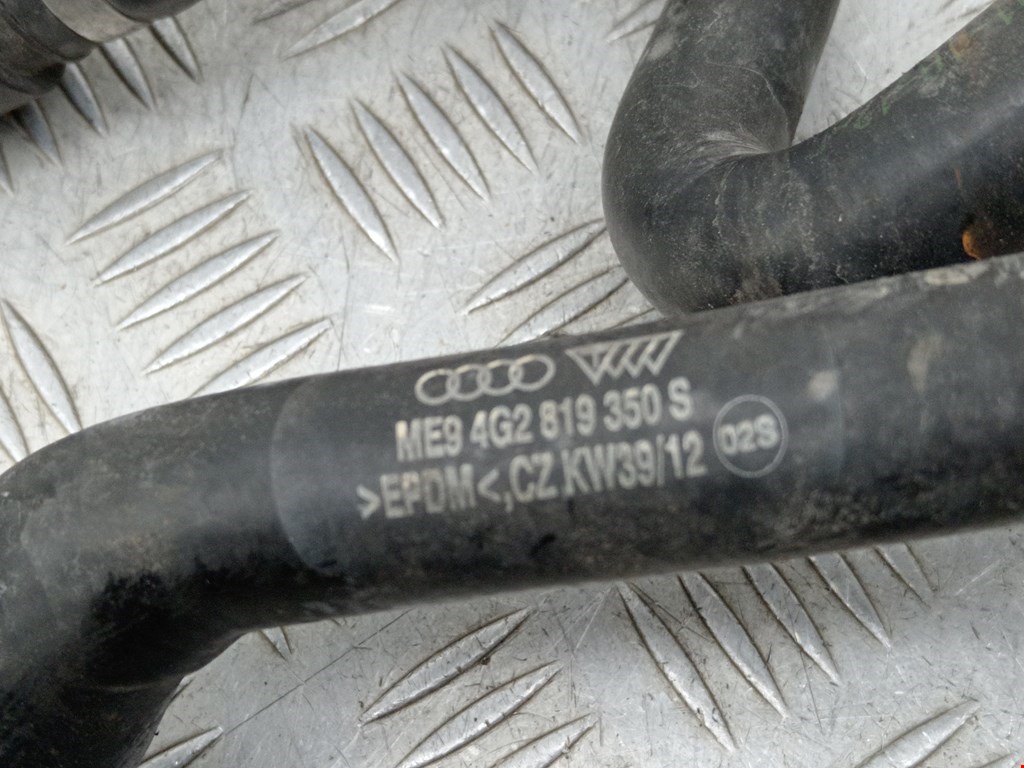 ME9 4G2 819 350 S
>EPDM<,CZ KW39/12
02S